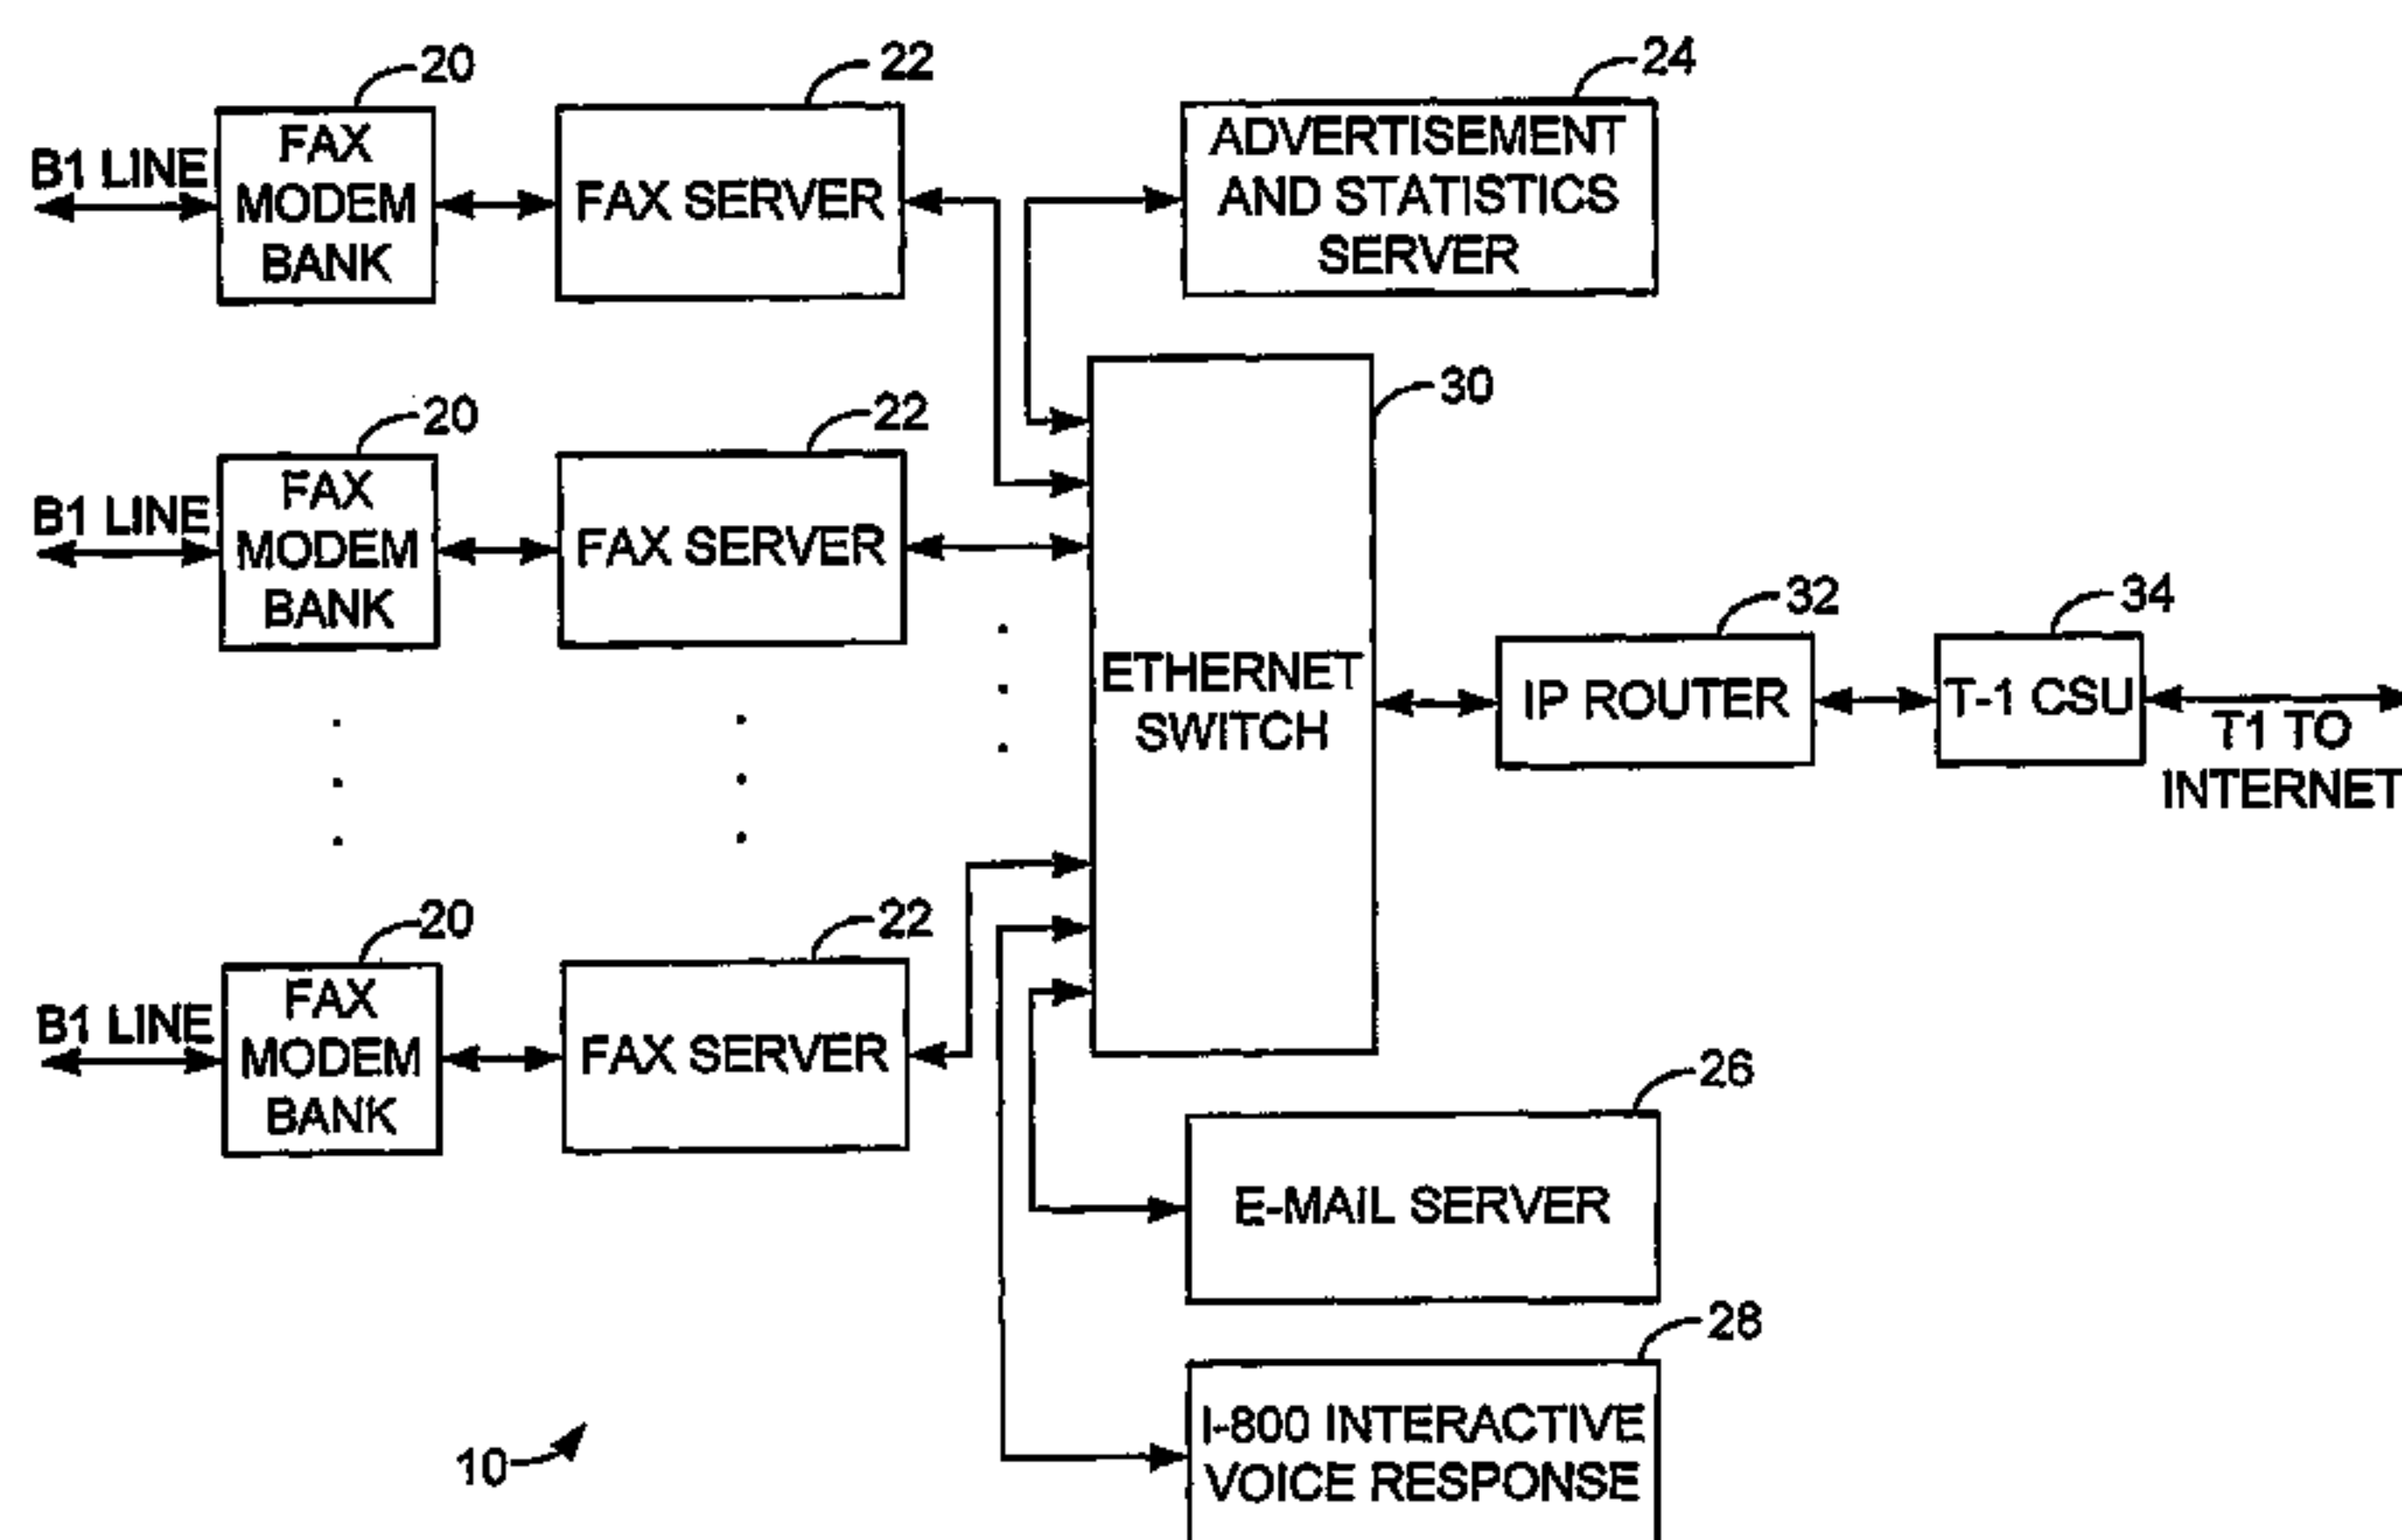 20
22
24
B1 LINE
FAX
MODEM
BANK
FAX SERVER
ADVERTISEMENT
AND STATISTICS
SERVER
20
22
30
B1 LINE
FAX
MODEM
BANK
FAX SERVER
ETHERNET
SWITCH
32
34
IP ROUTER
T-1 CSU
T1 TO
INTERNET
20
22
B1 LINE
FAX
MODEM
BANK
FAX SERVER
26
E-MAIL SERVER
28
I-800 INTERACTIVE
VOICE RESPONSE
10